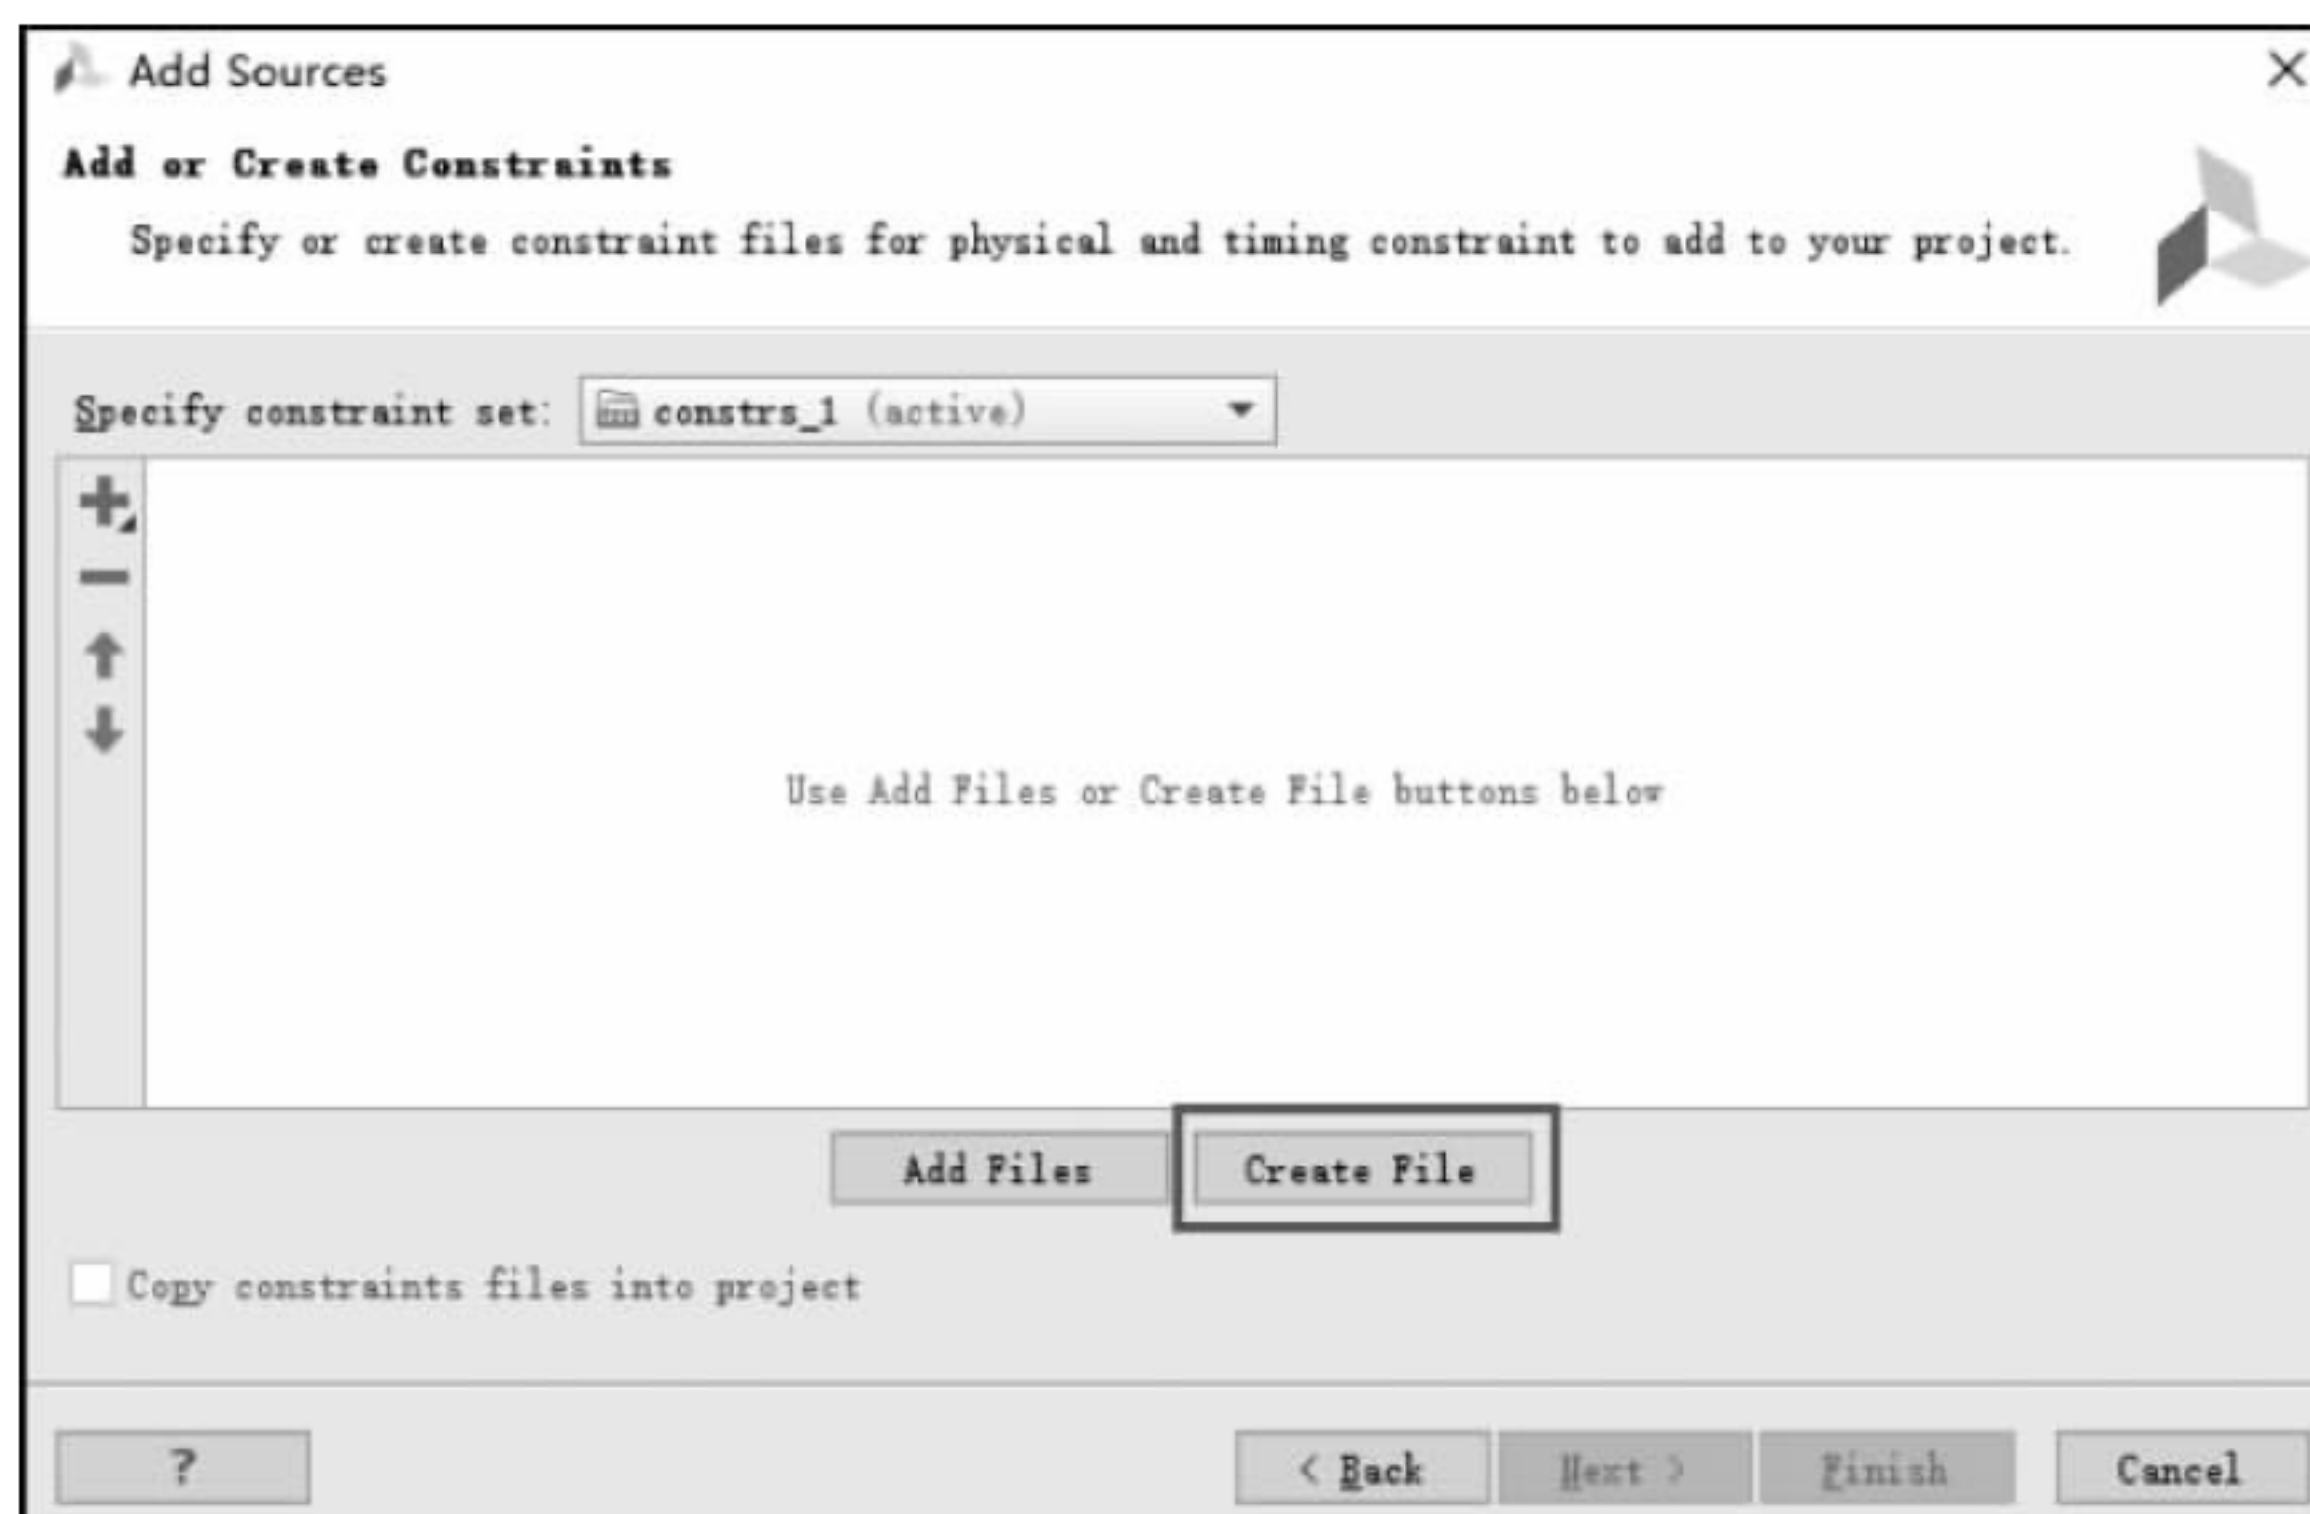 Add Sources
Add or Create Constraints
Specify or create constraint files for physical and timing constraint to add to your project.
Specify constraint set: constrs_1 (active)
Use Add Files or Create File buttons below
Add Files Create File
Copy constraints files into project
? < Back Next > Finish Cancel